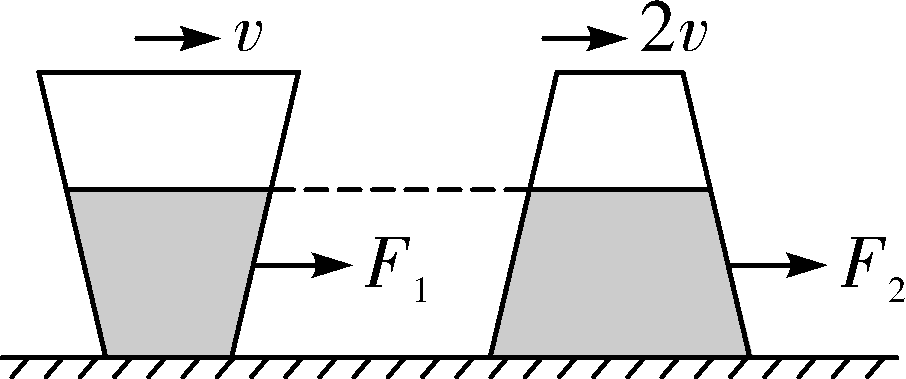 v 2v
F₁ F₂